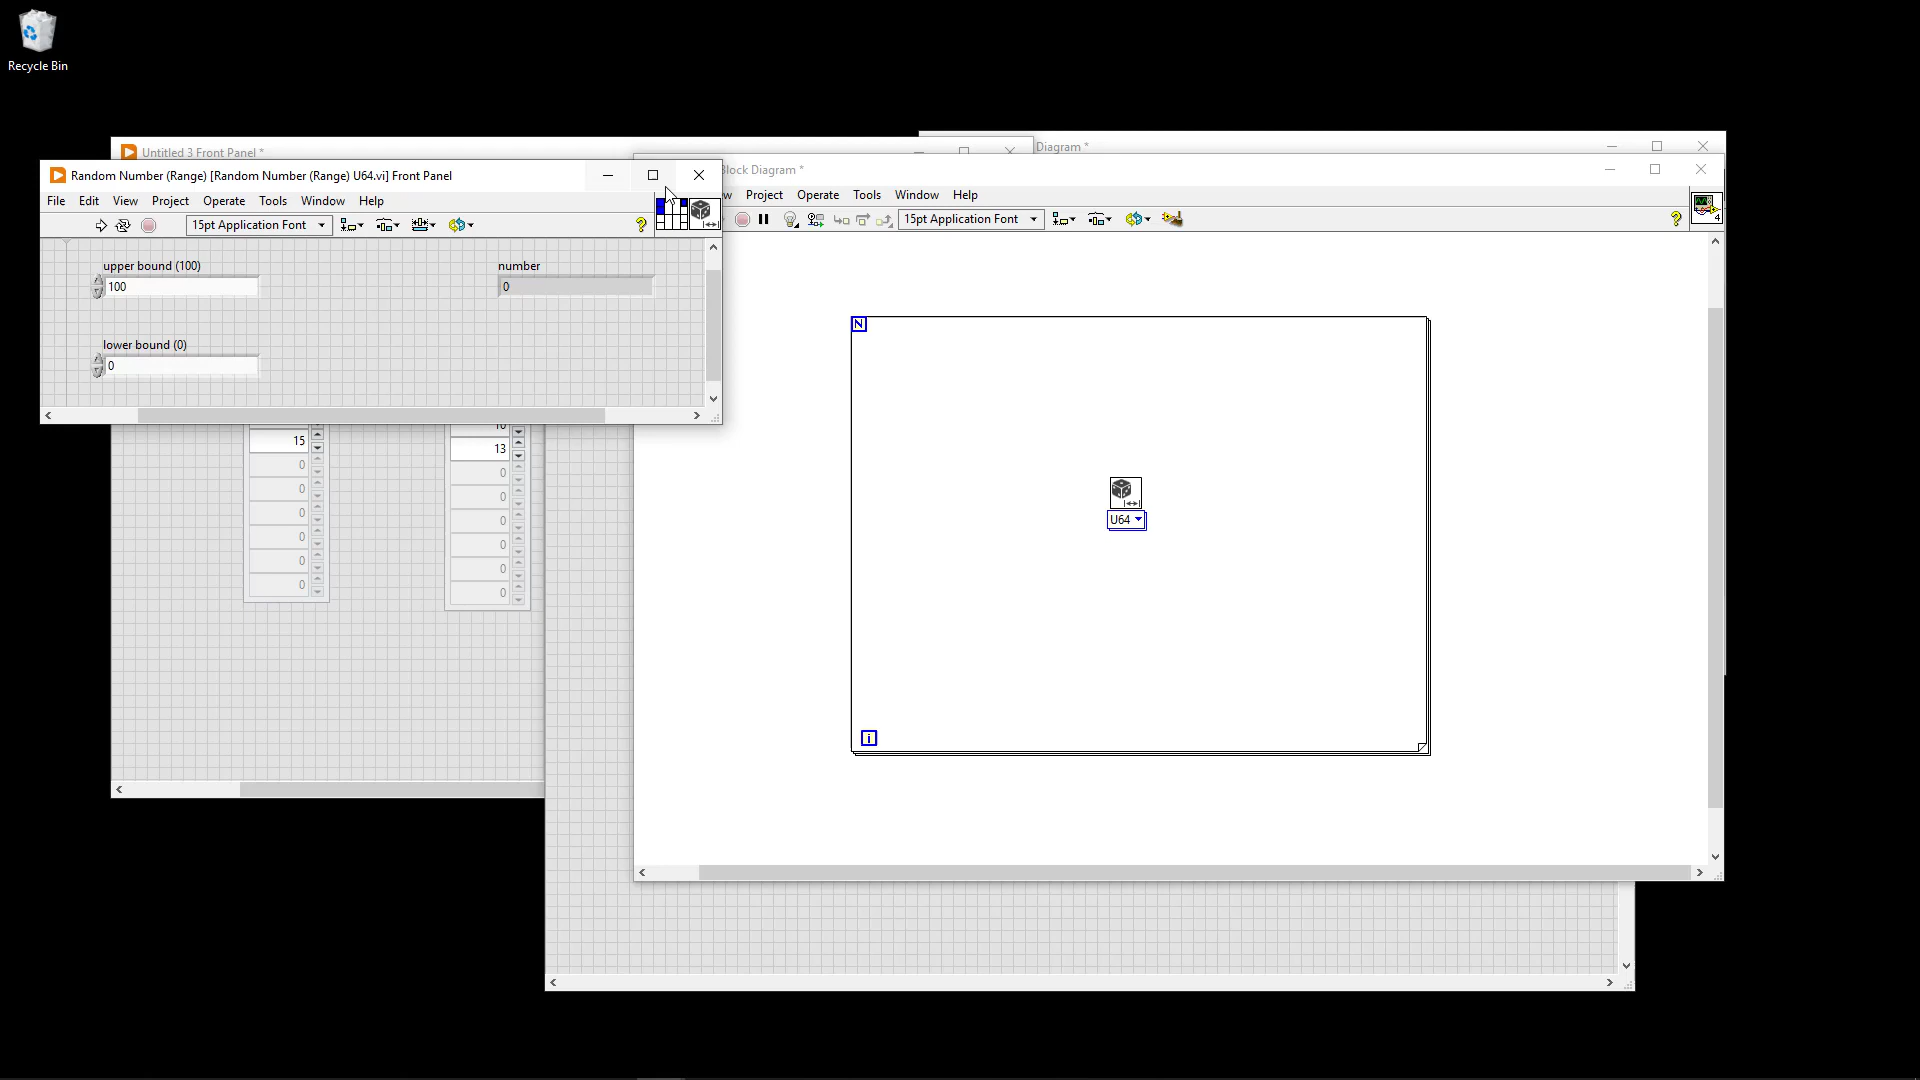 Recycle Bin
Untitled 3 Front Panel *
Diagram *
Random Number (Range) [Random Number (Range) U64.vi] Front Panel
Block Diagram *
File Edit View Project Operate Tools Window Help
w Project Operate Tools Window Help
15pt Application Font
15pt Application Font
4
upper bound (100)
100
number
0
lower bound (0)
0
N
10
15
13
0
0
0
0
0
0
0
0
0
0
0
0
U64
i